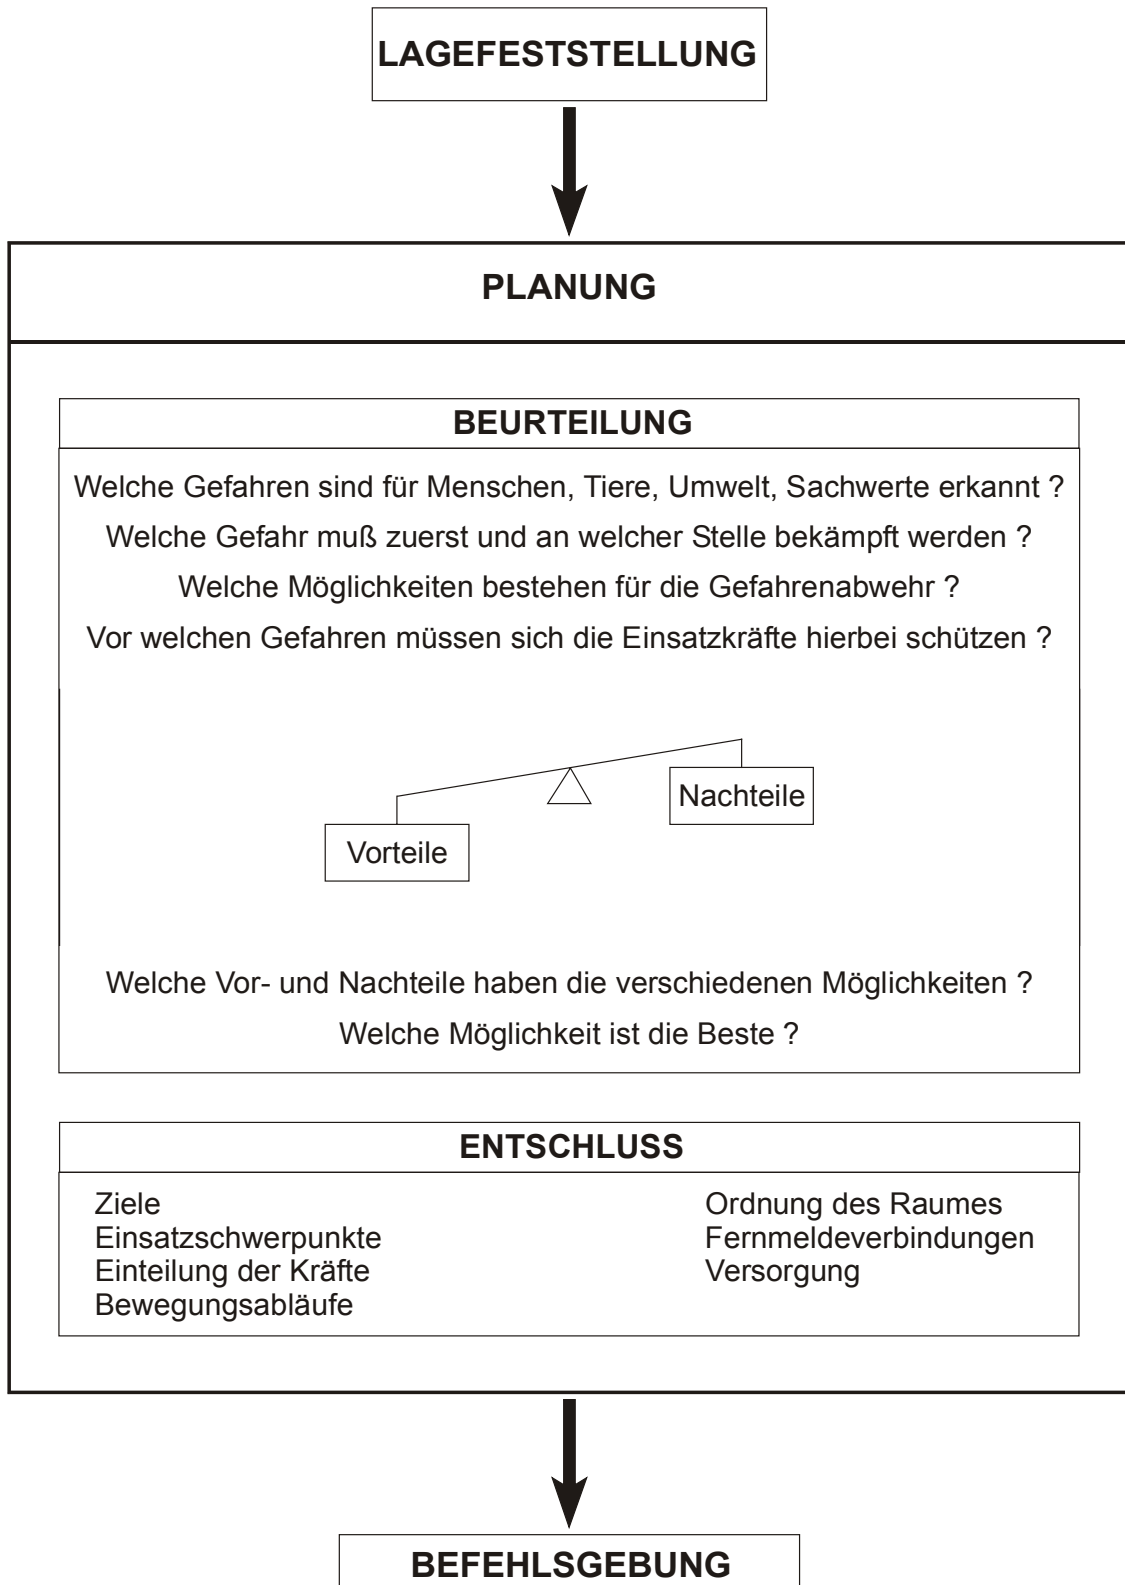 LAGEFESTSTELLUNG
PLANUNG
BEURTEILUNG
Welche Gefahren sind für Menschen, Tiere, Umwelt, Sachwerte erkannt ?
Welche Gefahr muß zuerst und an welcher Stelle bekämpft werden ?
Welche Möglichkeiten bestehen für die Gefahrenabwehr ?
Vor welchen Gefahren müssen sich die Einsatzkräfte hierbei schützen ?
Nachteile
Vorteile
Welche Vor- und Nachteile haben die verschiedenen Möglichkeiten ?
Welche Möglichkeit ist die Beste ?
ENTSCHLUSS
Ziele
Einsatzschwerpunkte
Einteilung der Kräfte
Bewegungsabläufe
Ordnung des Raumes
Fernmeldeverbindungen
Versorgung
BEFEHLSGEBUNG